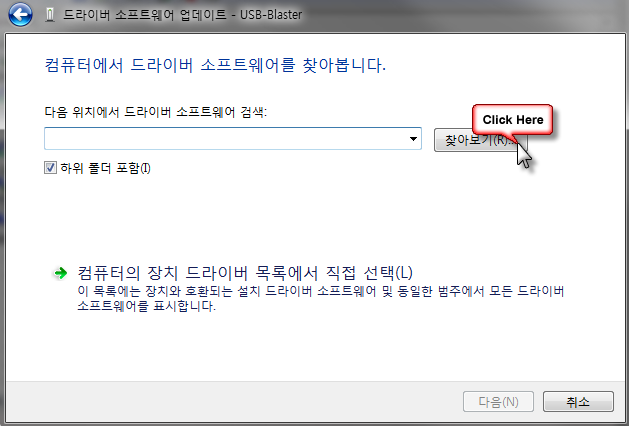 드라이버 소프트웨어 업데이트 - USB-Blaster
컴퓨터에서 드라이버 소프트웨어를 찾아봅니다.
다음 위치에서 드라이버 소프트웨어 검색:
Click Here
찾아보기(R)...
하위 폴더 포함(I)
컴퓨터의 장치 드라이버 목록에서 직접 선택(L)
이 목록에는 장치와 호환되는 설치 드라이버 소프트웨어 및 동일한 범주에서 모든 드라이버
소프트웨어를 표시합니다.
다음(N)
취소